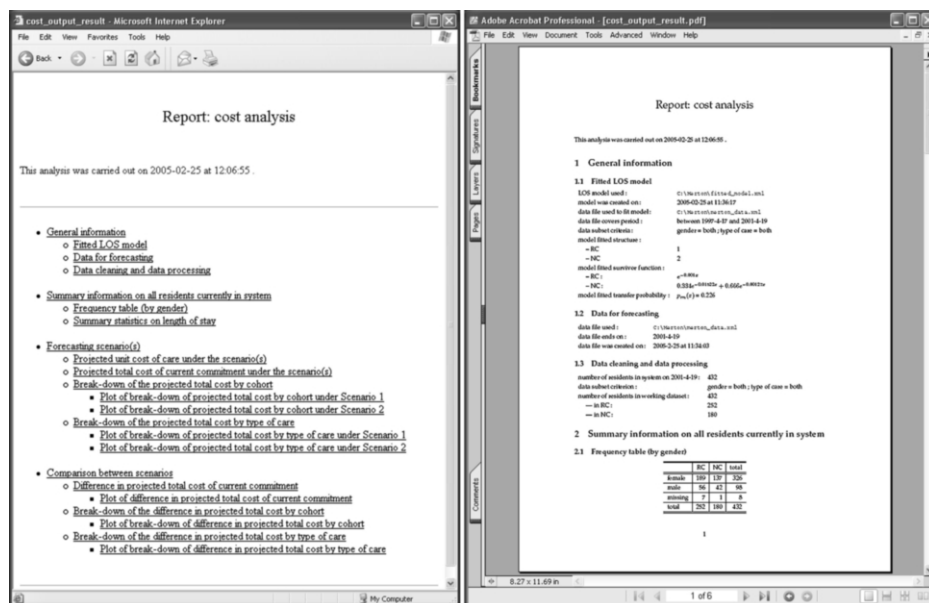 cost_output_result - Microsoft Internet Explorer
File Edit View Favorites Tools Help
Back
Report: cost analysis
This analysis was carried out on 2005-02-25 at 12:06:55 .
General information
Fitted LOS model
Data for forecasting
Data cleaning and data processing
Summary information on all residents currently in system
Frequency table (by gender)
Summary statistics on length of stay
Forecasting scenario(s)
Projected unit cost of care under the scenario(s)
Projected total cost of current commitment under the scenario(s)
Break-down of the projected total cost by cohort
Plot of break-down of projected total cost by cohort under Scenario 1
Plot of break-down of projected total cost by cohort under Scenario 2
Break-down of the projected total cost by type of care
Plot of break-down of projected total cost by type of care under Scenario 1
Plot of break-down of projected total cost by type of care under Scenario 2
Comparison between scenarios
Difference in projected total cost of current commitment
Plot of difference in projected total cost of current commitment
Break-down of the difference in projected total cost by cohort
Plot of break-down of difference in projected total cost by cohort
Break-down of the difference in projected total cost by type of care
Plot of break-down of difference in projected total cost by type of care
My Computer
Adobe Acrobat Professional - [cost_output_result.pdf]
File Edit View Document Tools Advanced Window Help
Bookmarks
Signatures
Layers
Pages
Comments
Report: cost analysis
This analysis was carried out on 2005-02-25 at 12:06:55 .
1 General information
1.1 Fitted LOS model
LOS model used : C:\Merton\fitted_model.xml
model was created on : 2005-02-25 at 11:36:17
data file used to fit model: C:\Merton\merton_data.xml
data file covers period : between 1997-4-17 and 2001-4-19
data subset criteria : gender = both ; type of case = both
model fitted structure :
– RC 1
– NC 2
model fitted survivor function :
– RC :
– NC :
model fitted transfer probability : = 0.226
1.2 Data for forecasting
data file used : C:\Merton\merton_data.xml
data file ends on : 2001-4-19
data file was created on : 2005-2-25 at 11:34:03
1.3 Data cleaning and data processing
number of residents in system on 2001-4-19 : 432
data subset criterion : gender = both ; type of case = both
number of residents in working dataset : 432
— in RC : 252
— in NC : 180
2 Summary information on all residents currently in system
2.1 Frequency table (by gender)
RC NC total
female 189 137 326
male 56 42 98
missing 7 1 8
total 252 180 432
1
8.27 x 11.69 in
1 of 6